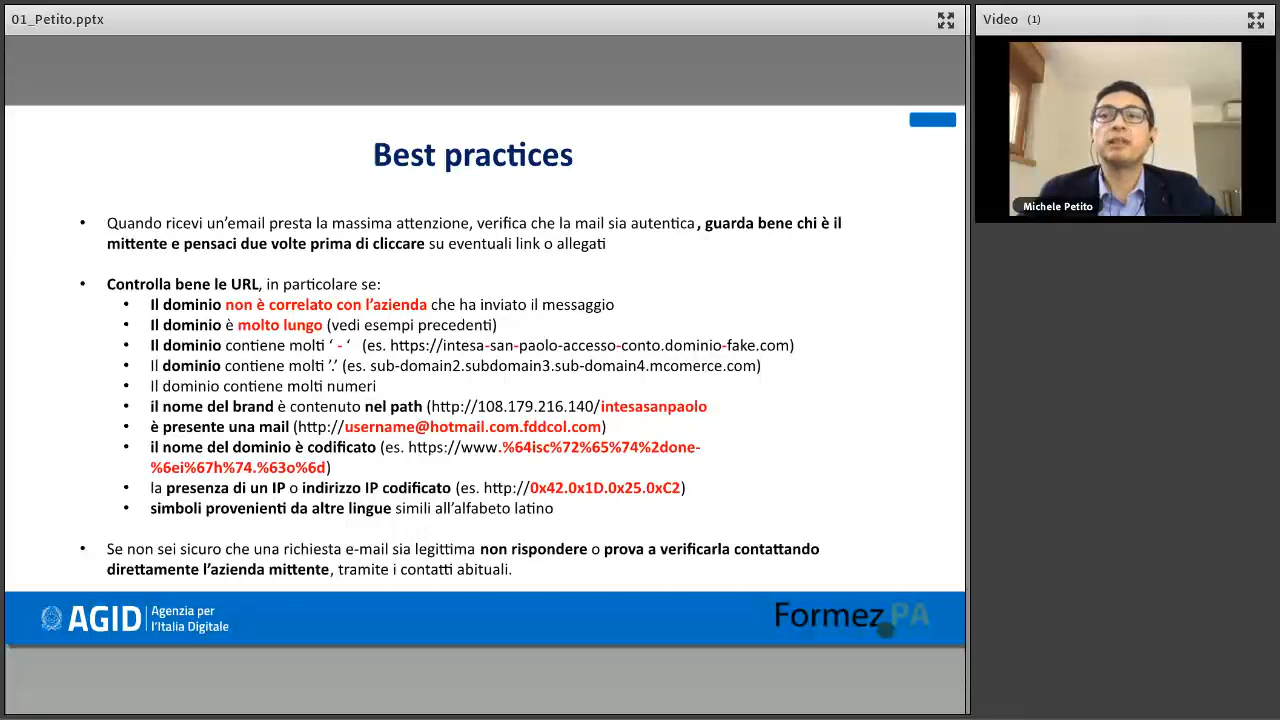 01_Petito.pptx
Video (1)
Best practices
• Quando ricevi un'email presta la massima attenzione, verifica che la mail sia autentica, guarda bene chi è il
mittente e pensaci due volte prima di cliccare su eventuali link o allegati
• Controlla bene le URL, in particolare se:
• Il dominio non è correlato con l'azienda che ha inviato il messaggio
• Il dominio è molto lungo (vedi esempi precedenti)
• Il dominio contiene molti ‘ - ‘ (es. https://intesa-san-paolo-accesso-conto.dominio-fake.com)
• Il dominio contiene molti '.' (es. sub-domain2.subdomain3.sub-domain4.mcomerce.com)
• Il dominio contiene molti numeri
• il nome del brand è contenuto nel path (http://108.179.216.140/intesasanpaolo
• è presente una mail (http://username@hotmail.com.fddcol.com)
• il nome del dominio è codificato (es. https://www.%64isc%72%65%74%2done-
%6ei%67h%74.%63o%6d)
• la presenza di un IP o indirizzo IP codificato (es. http://0x42.0x1D.0x25.0xC2)
• simboli provenienti da altre lingue simili all'alfabeto latino
• Se non sei sicuro che una richiesta e-mail sia legittima non rispondere o prova a verificarla contattando
direttamente l'azienda mittente, tramite i contatti abituali.
AGID Agenzia per
l'Italia Digitale
Formez PA
Michele Petito